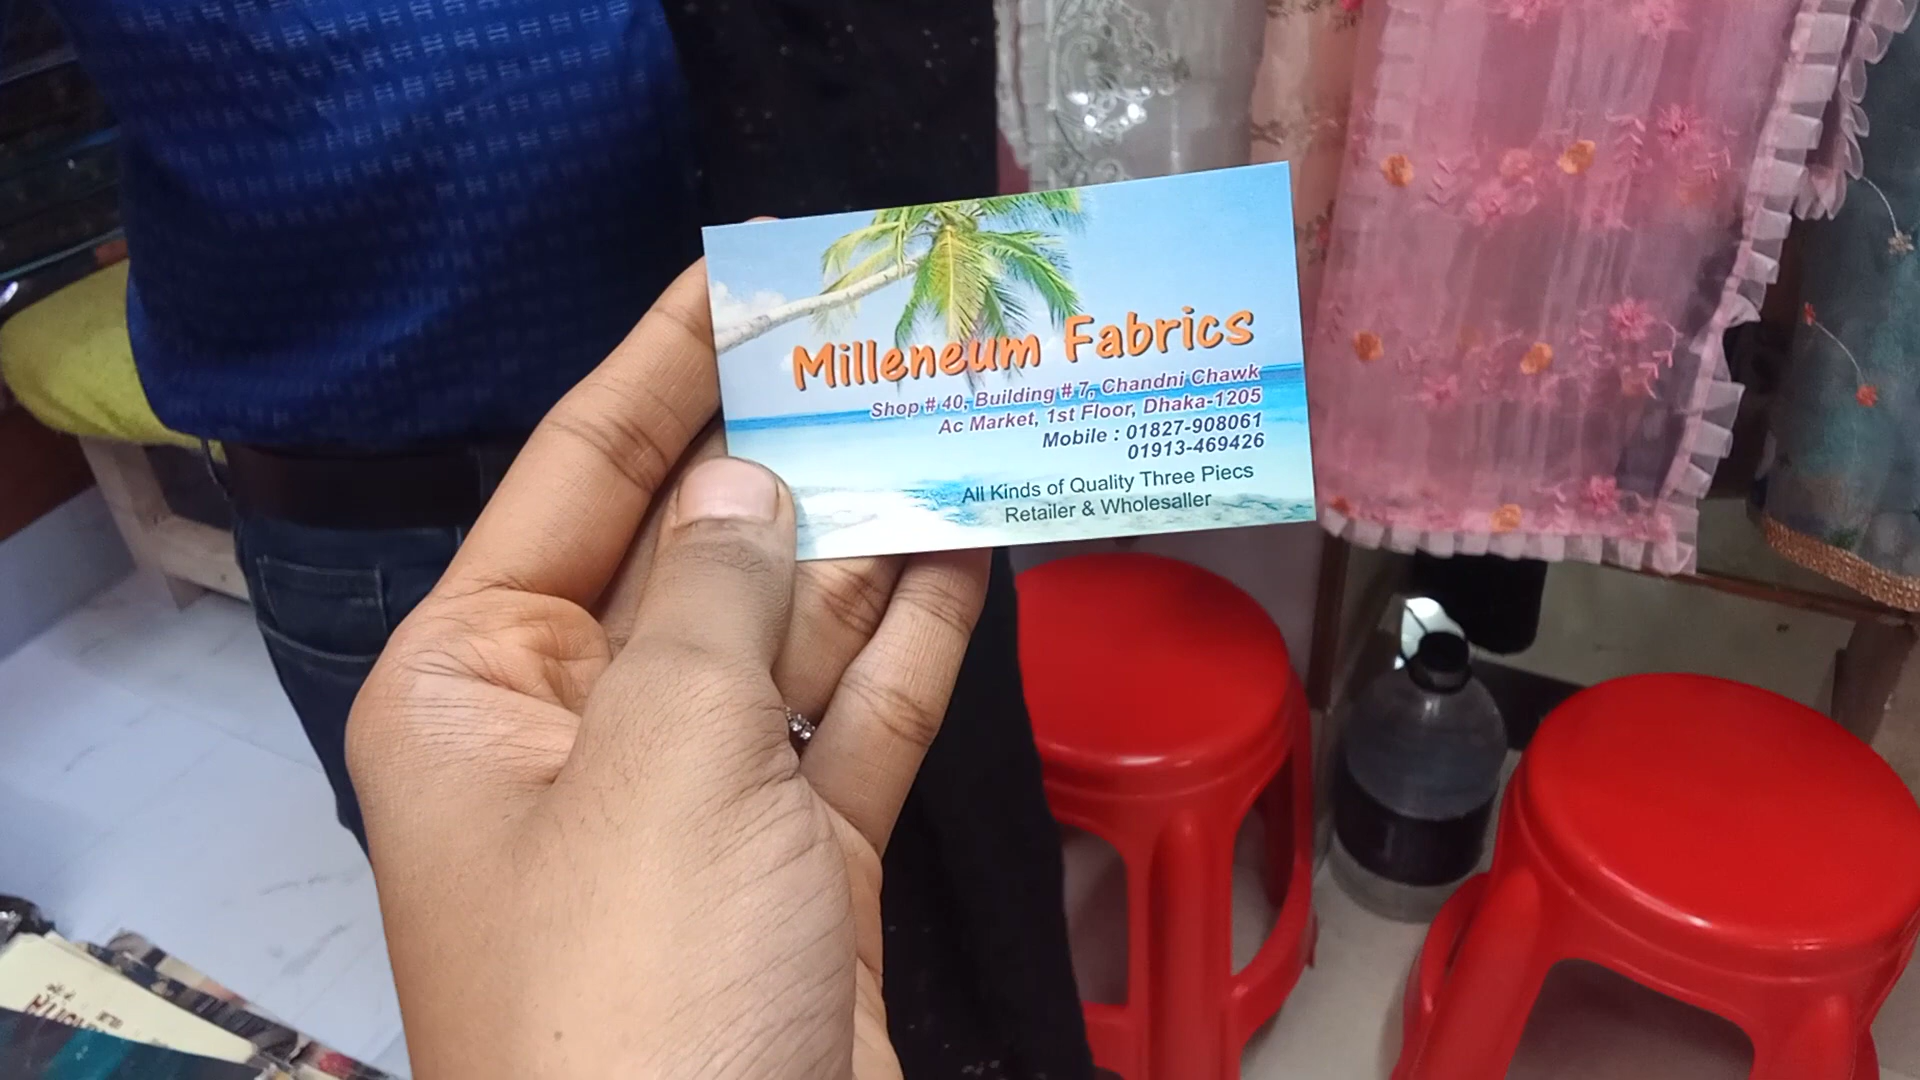 Milleneum Fabrics
Shop # 40, Building # 7, Chandni Chawk
Ac Market, 1st Floor, Dhaka-1205
Mobile : 01827-908061
01913-469426
All Kinds of Quality Three Piecs
Retailer & Wholesaller